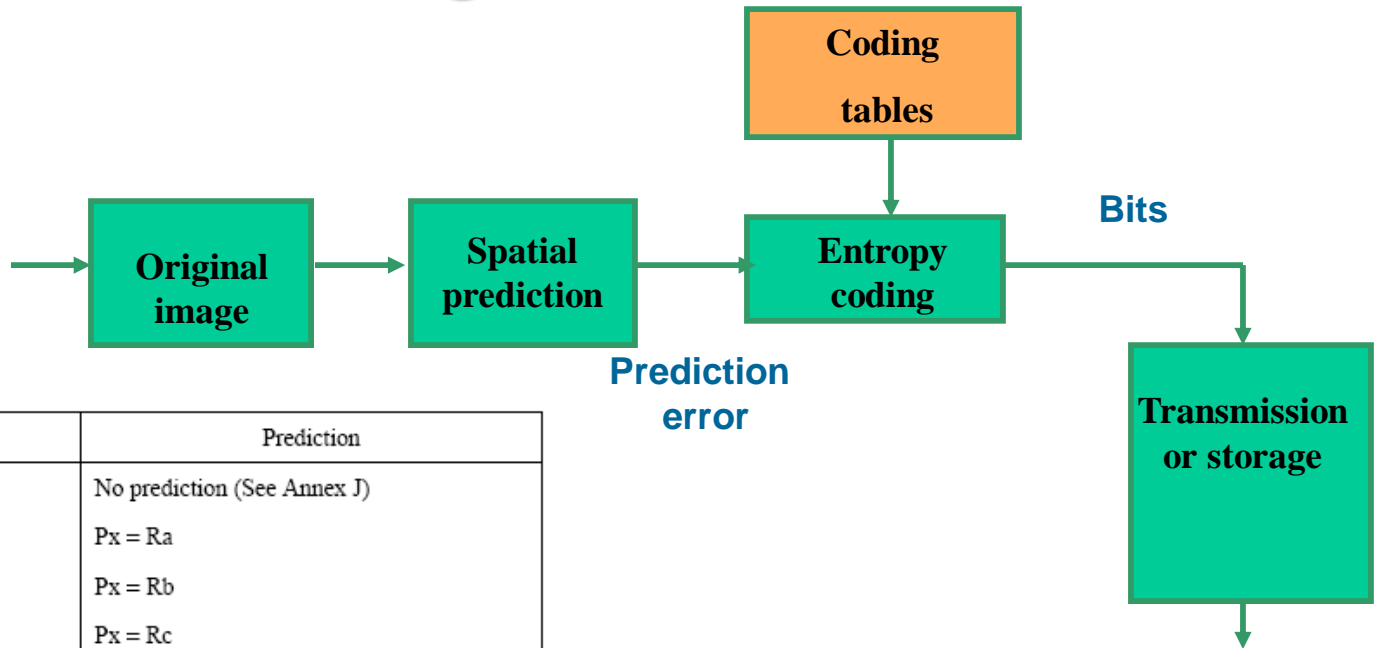 Coding
tables
Bits
Original
image
Spatial
prediction
Entropy
coding
Prediction
error
Transmission
or storage
Prediction
No prediction (See Annex J)
Px = Ra
Px = Rb
Px = Rc